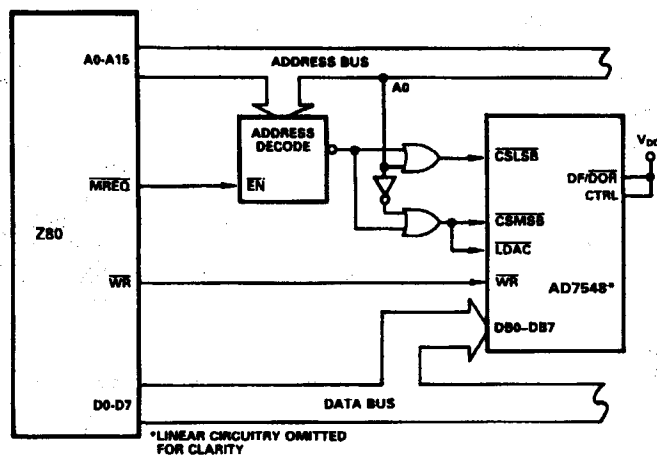 A0-A15
ADDRESS BUS
A0
ADDRESS
DECODE
EN
MREQ
Z80
WR
D0-D7
DATA BUS
CSLSB
CSMSB
LDAC
WR
DB0–DB7
DF/DOR
CTRL
AD7548*
*LINEAR CIRCUITRY OMITTED
FOR CLARITY